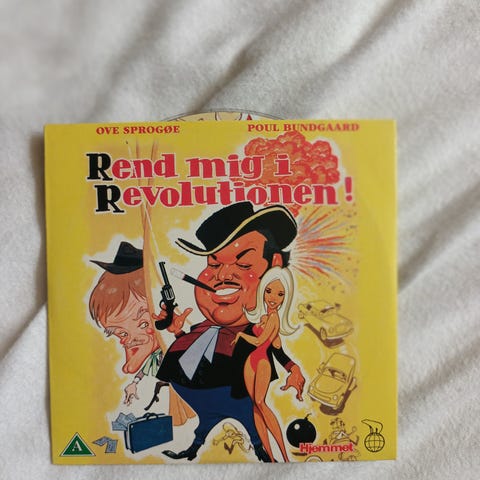 OVE SPROGØE POUL BUNDGAARD
Rend mig i
Revolutionen!
A
Hjemmet